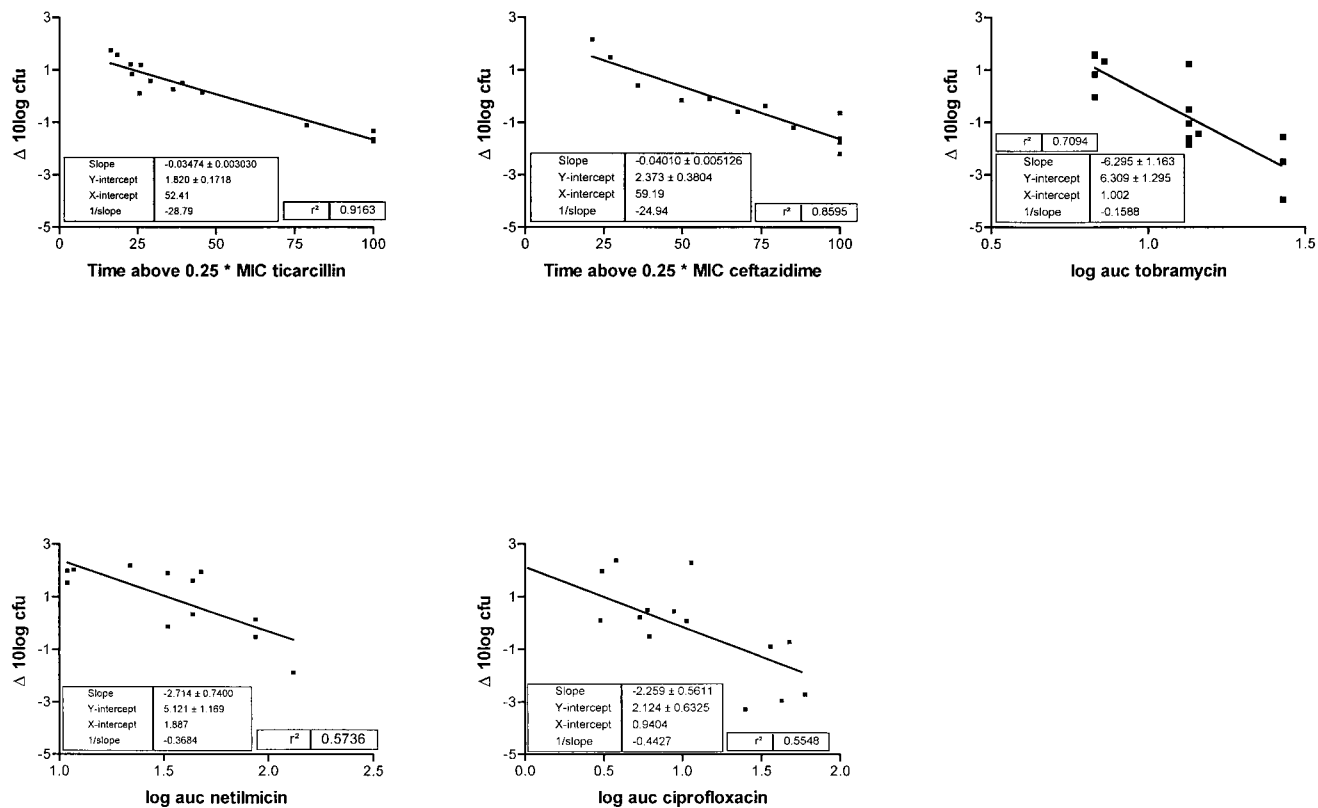 3
1
-1
-3
-5
Δ 10log cfu
Slope -0.03474 ± 0.003030
Y-intercept 1.820 ± 0.1718
X-intercept 52.41
1/slope -28.79
r² 0.9163
0 25 50 75 100
Time above 0.25 * MIC ticarcillin
3
1
-1
-3
-5
Δ 10log cfu
Slope -0.04010 ± 0.005126
Y-intercept 2.373 ± 0.3804
X-intercept 59.19
1/slope -24.94
r² 0.8595
0 25 50 75 100
Time above 0.25 * MIC ceftazidime
3
1
-1
-3
-5
Δ 10log cfu
r² 0.7094
Slope -6.295 ± 1.163
Y-intercept 6.309 ± 1.295
X-intercept 1.002
1/slope -0.1588
0.5 1.0 1.5
log auc tobramycin
3
1
-1
-3
-5
Δ 10log cfu
Slope -2.714 ± 0.7400
Y-intercept 5.121 ± 1.169
X-intercept 1.887
1/slope -0.3684
r² 0.5736
1.0 1.5 2.0 2.5
log auc netilmicin
3
1
-1
-3
-5
Δ 10log cfu
Slope -2.259 ± 0.5611
Y-intercept 2.124 ± 0.6325
X-intercept 0.9404
1/slope -0.4427
r² 0.5548
0.0 0.5 1.0 1.5 2.0
log auc ciprofloxacin